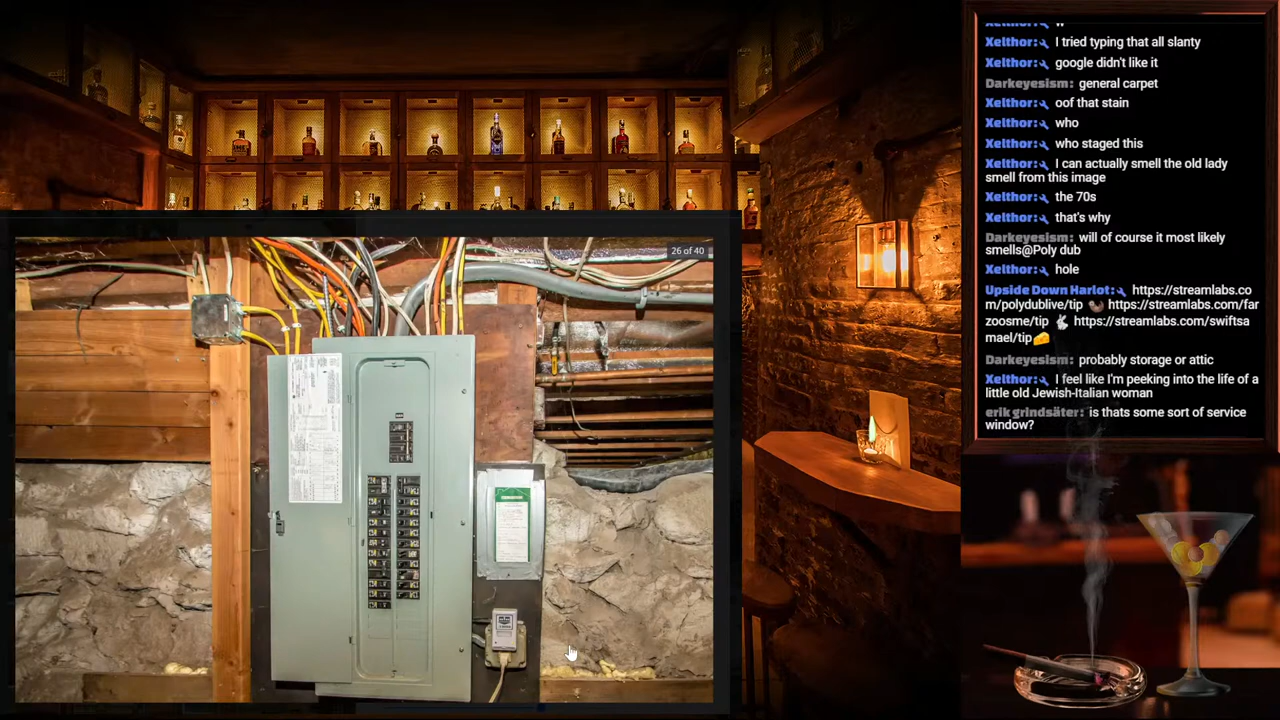 26 of 40
Xelthor: I tried typing that all slanty
Xelthor: google didn't like it
Darkeyesism: general carpet
Xelthor: oof that stain
Xelthor: who
Xelthor: who staged this
Xelthor: I can actually smell the old lady
smell from this image
Xelthor: the 70s
Xelthor: that's why
Darkeyesism: will of course it most likely
smells@Poly dub
Xelthor: hole
Upside Down Harlot: https://streamlabs.co
m/polydublive/tip https://streamlabs.com/far
zoosme/tip https://streamlabs.com/swiftsa
mael/tip
Darkeyesism: probably storage or attic
Xelthor: I feel like I'm peeking into the life of a
little old Jewish-Italian woman
erik grindsäter: is thats some sort of service
window?